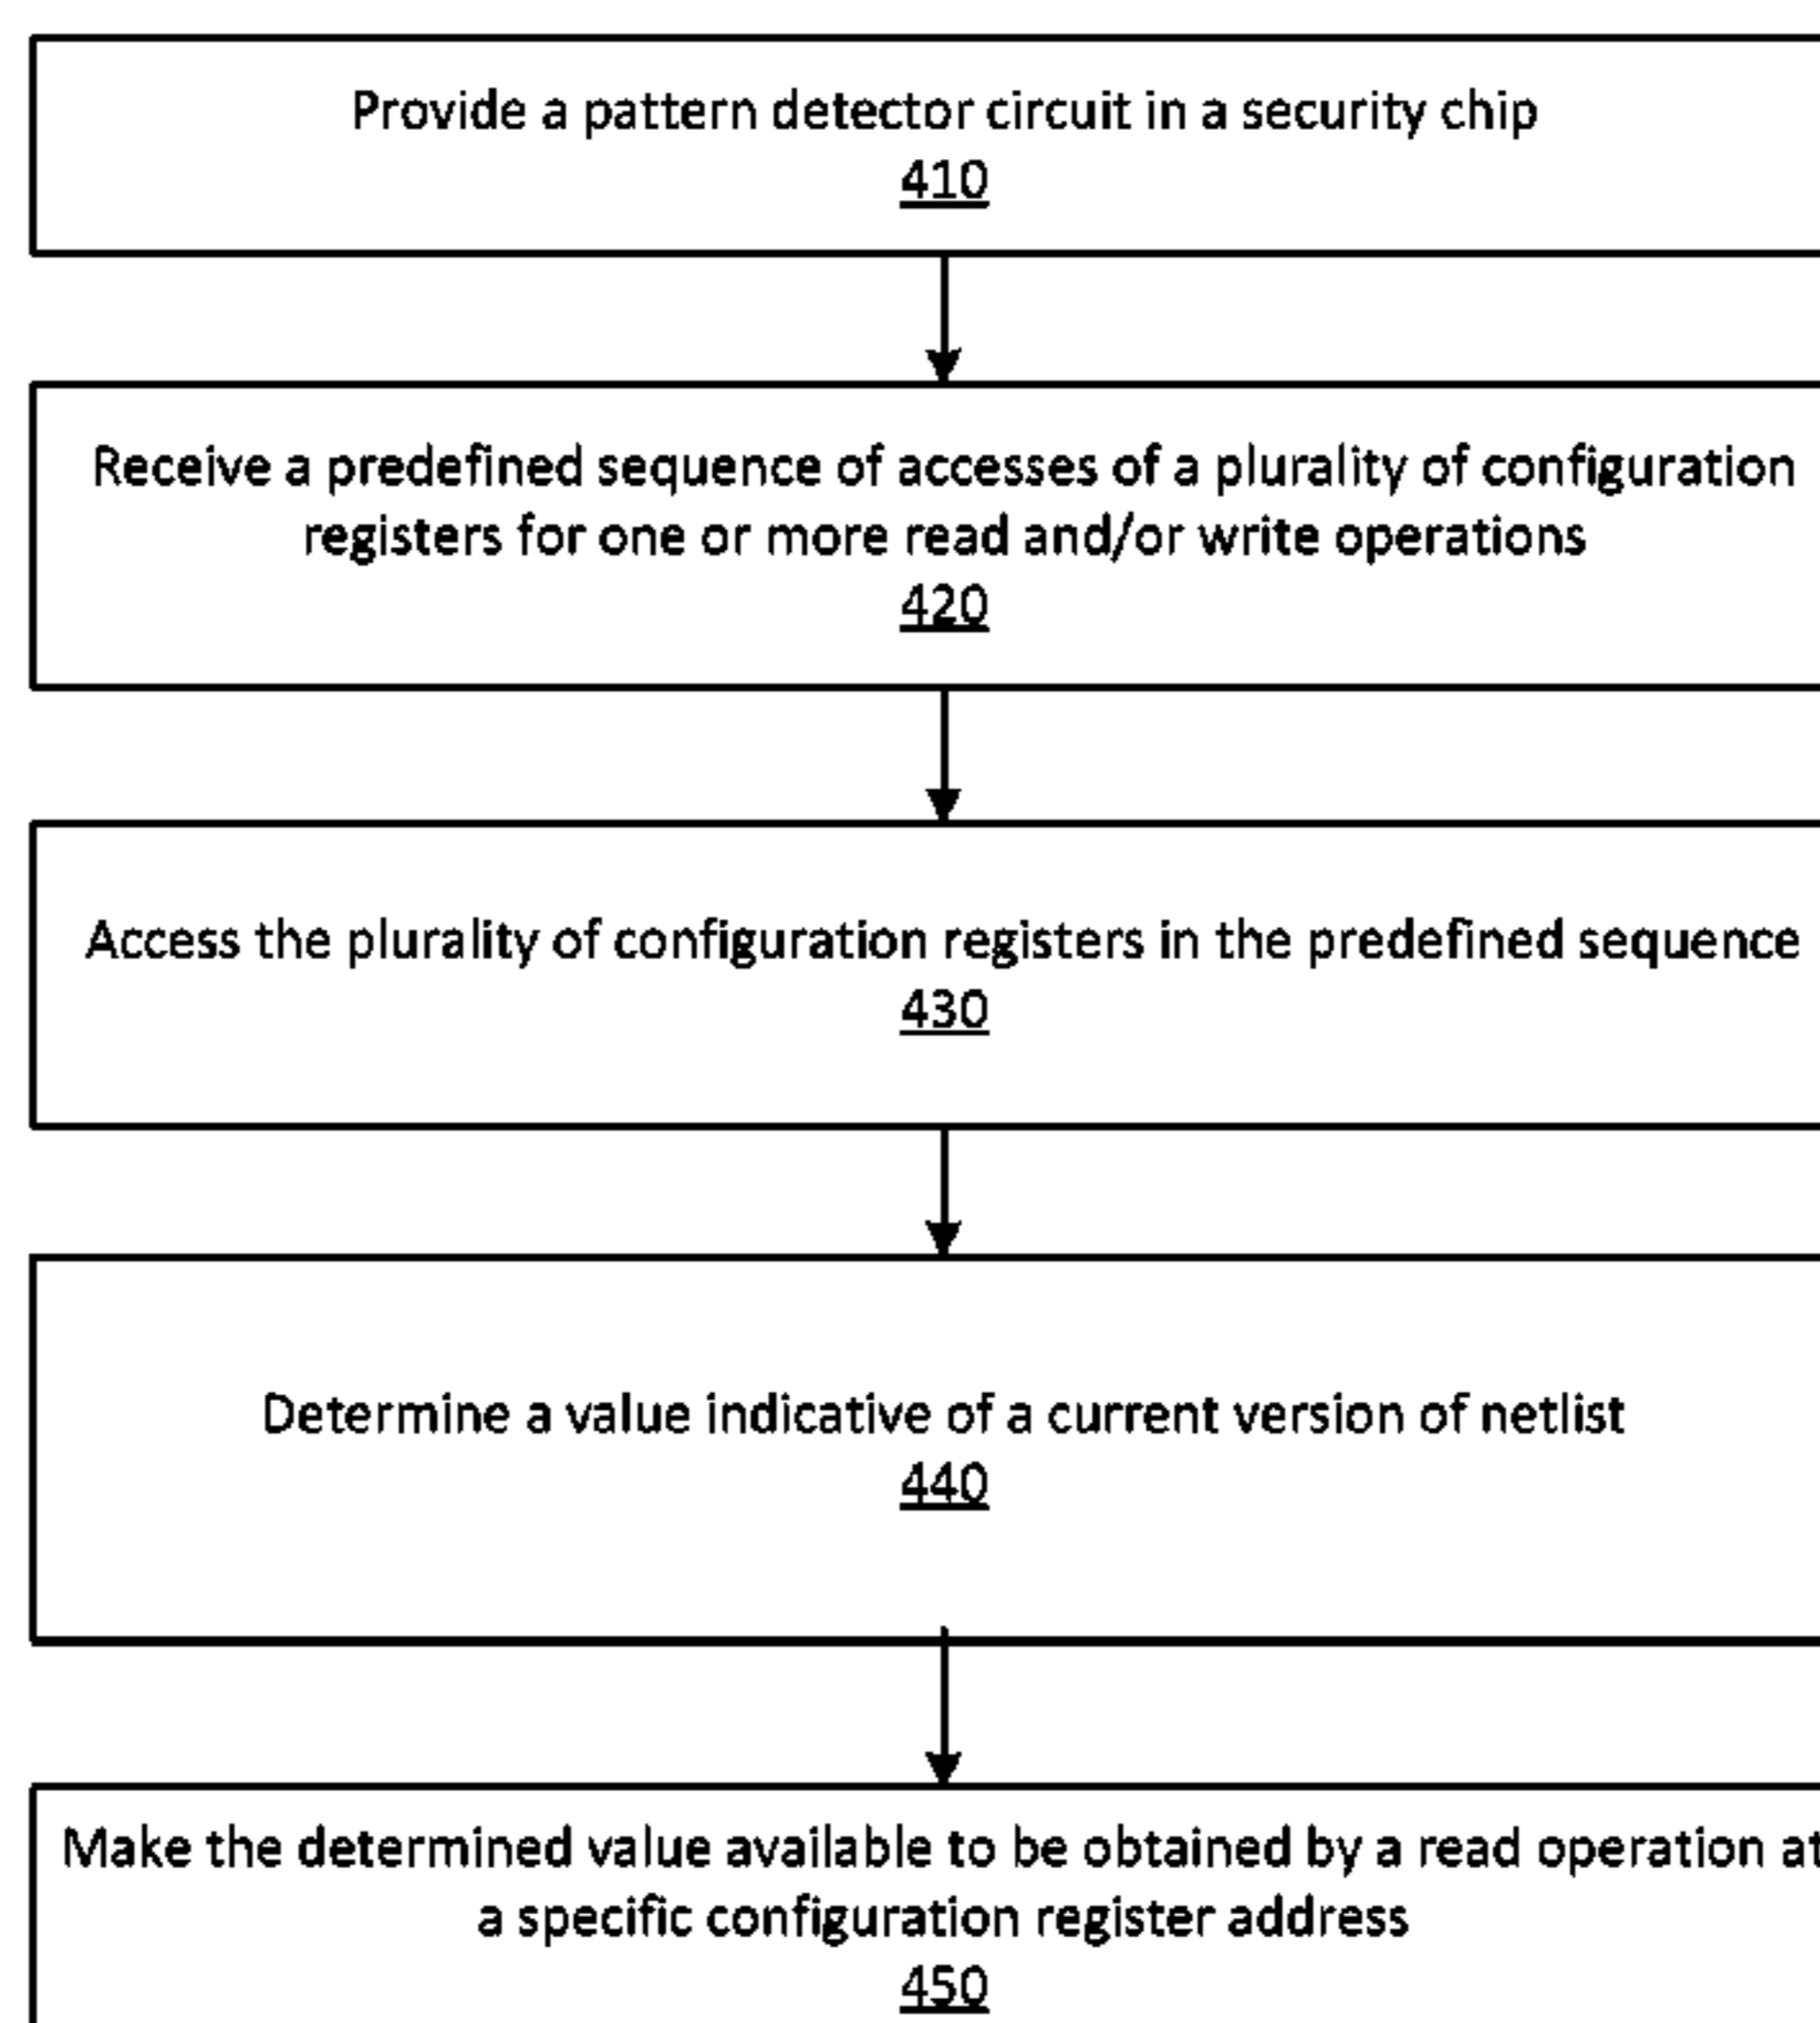 Provide a pattern detector circuit in a security chip
410
Receive a predefined sequence of accesses of a plurality of configuration
registers for one or more read and/or write operations
420
Access the plurality of configuration registers in the predefined sequence
430
Determine a value indicative of a current version of netlist
440
Make the determined value available to be obtained by a read operation at
a specific configuration register address
450